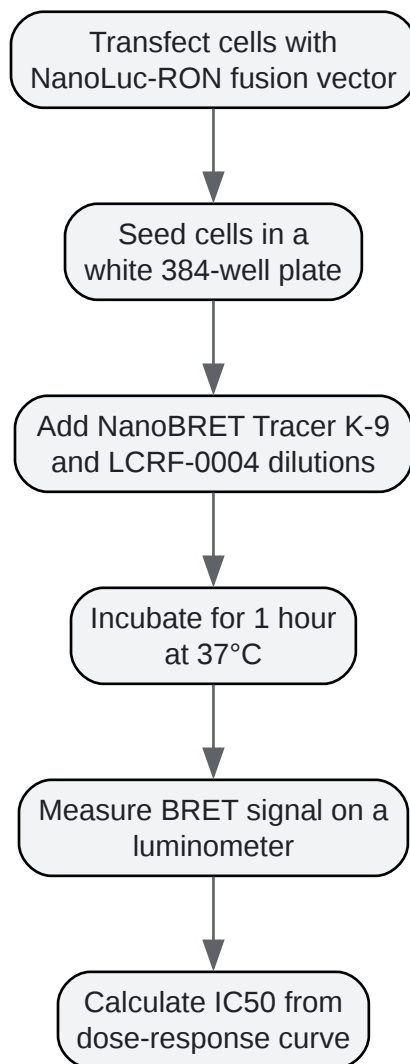 Transfect cells with
NanoLuc-RON fusion vector
Seed cells in a
white 384-well plate
Add NanoBRET Tracer K-9
and LCRF-0004 dilutions
Incubate for 1 hour
at 37°C
Measure BRET signal on a
luminometer
Calculate IC50 from
dose-response curve